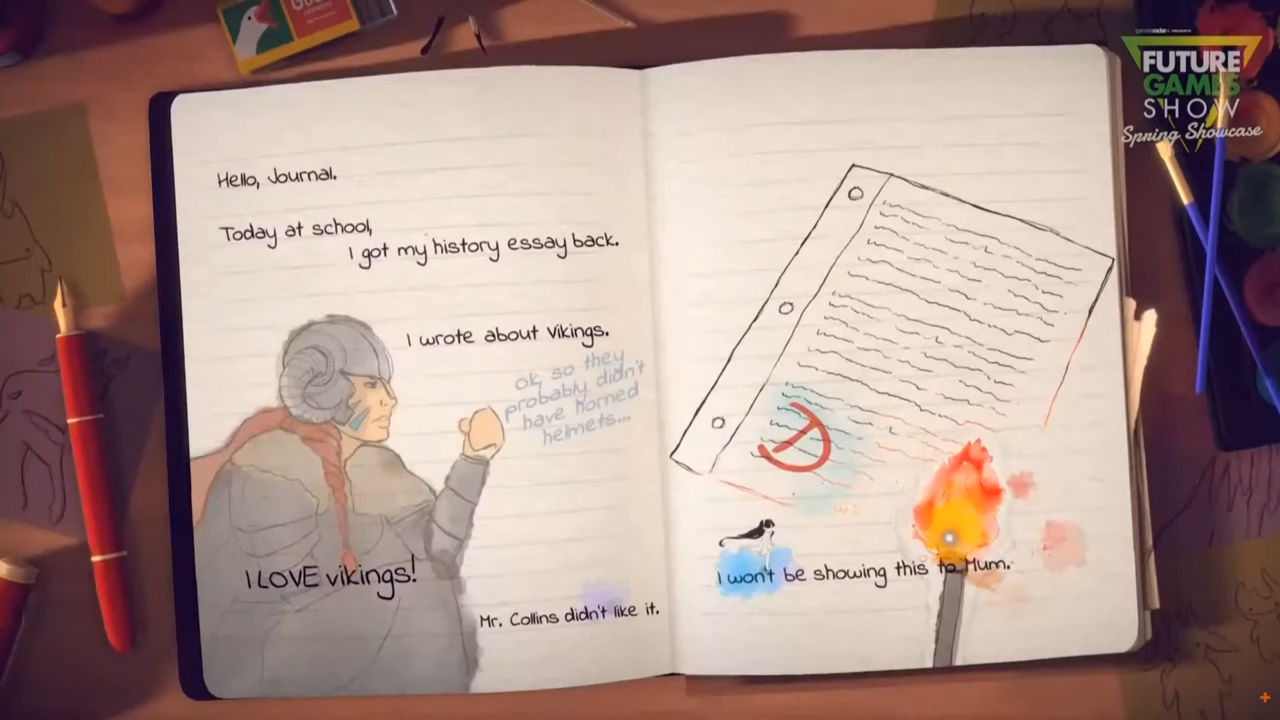 Hello, Journal.
Today at school,
I got my history essay back.
I wrote about Vikings.
ok, so they
probably didn't
have horned
helmets...
I LOVE vikings!
Mr. Collins didn't like it.
D
I won't be showing this to Mum.
gamesradar+ PRESENTS
FUTURE
GAMES
SHOW
Spring Showcase